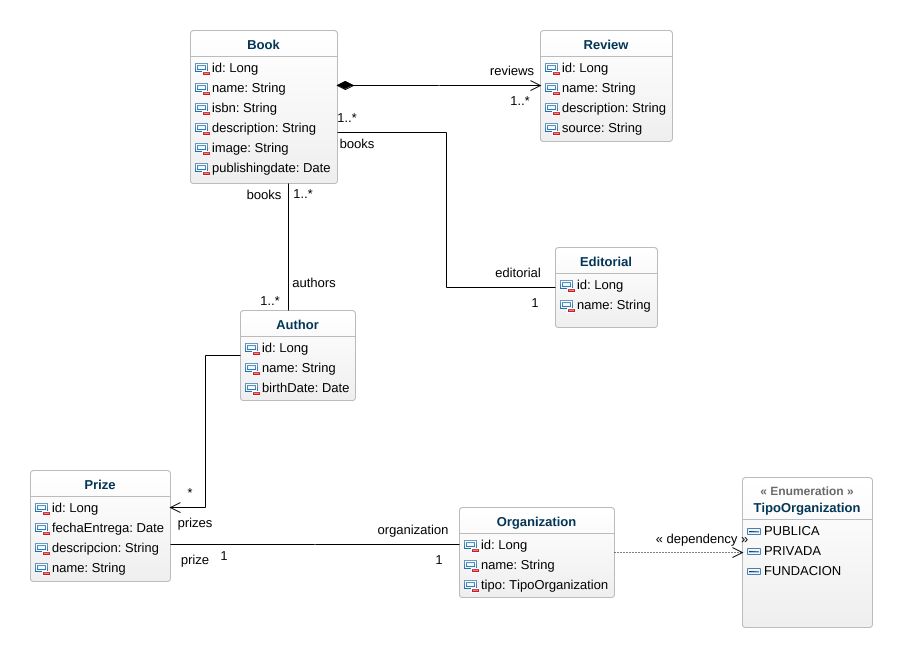 Book
id: Long
name: String
isbn: String
description: String
image: String
publishingdate: Date
Review
id: Long
name: String
description: String
source: String
reviews
1..*
1..*
books
books
1..*
editorial
1
Editorial
id: Long
name: String
authors
1..*
Author
id: Long
name: String
birthDate: Date
*
prizes
Prize
id: Long
fechaEntrega: Date
descripcion: String
name: String
prize
1
organization
1
Organization
id: Long
name: String
tipo: TipoOrganization
« dependency »
« Enumeration »
TipoOrganization
PUBLICA
PRIVADA
FUNDACION